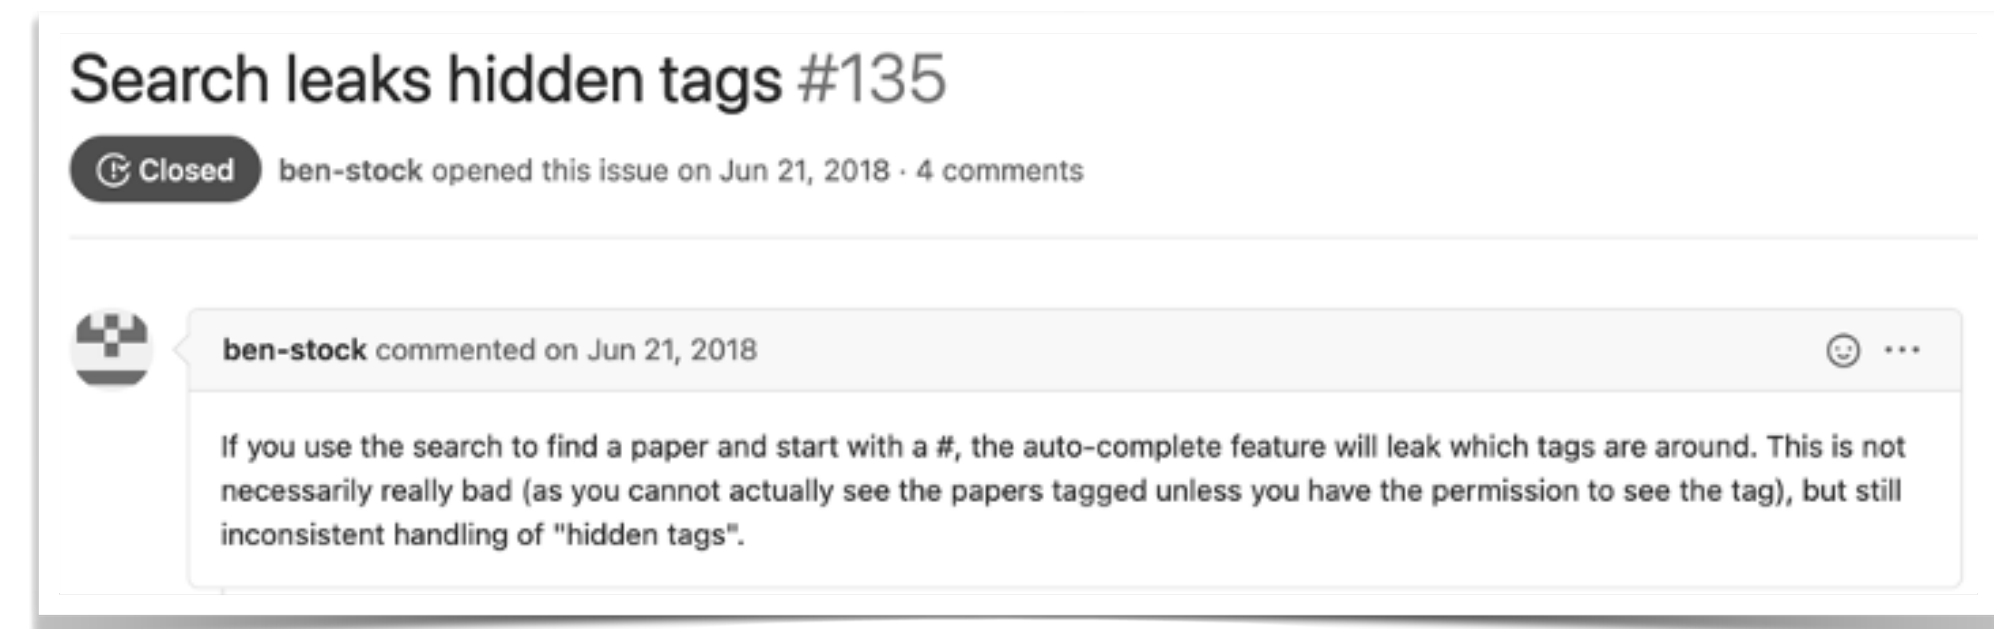 Search leaks hidden tags #135
Closed ben-stock opened this issue on Jun 21, 2018 · 4 comments
ben-stock commented on Jun 21, 2018
If you use the search to find a paper and start with a #, the auto-complete feature will leak which tags are around. This is not
necessarily really bad (as you cannot actually see the papers tagged unless you have the permission to see the tag), but still
inconsistent handling of "hidden tags".